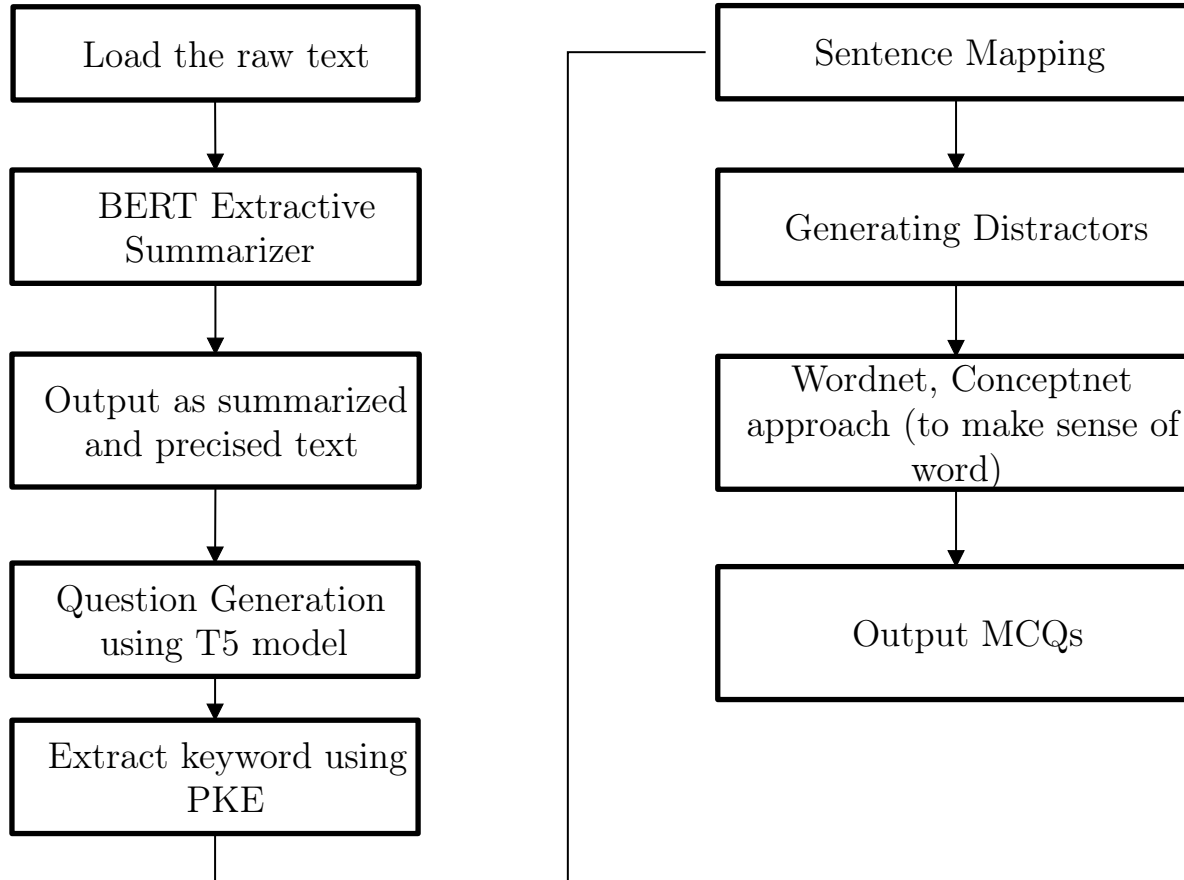 Load the raw text
BERT Extractive
Summarizer
Output as summarized
and precised text
Question Generation
using T5 model
Extract keyword using
PKE
Sentence Mapping
Generating Distractors
Wordnet, Conceptnet
approach (to make sense of
word)
Output MCQs